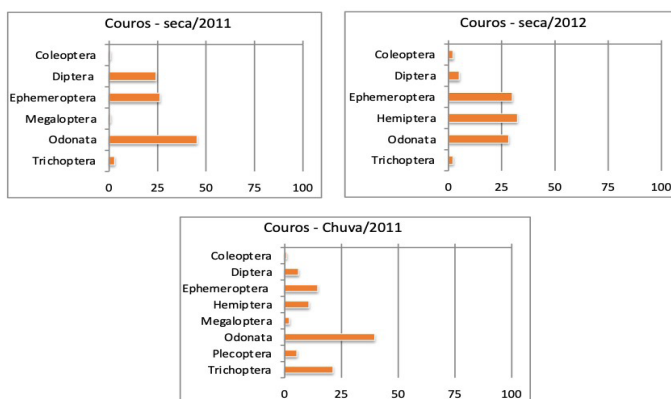 Couros - seca/2011
Coleoptera
Diptera
Ephemeroptera
Megaloptera
Odonata
Trichoptera
0 25 50 75 100
Couros - seca/2012
Coleoptera
Diptera
Ephemeroptera
Hemiptera
Odonata
Trichoptera
0 25 50 75 100
Couros - Chuva/2011
Coleoptera
Diptera
Ephemeroptera
Hemiptera
Megaloptera
Odonata
Plecoptera
Trichoptera
0 25 50 75 100